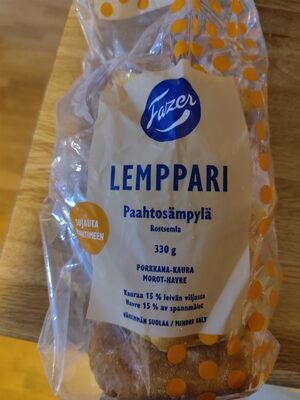 Fazer
LEMPPARI
Paahtosämpylä
Rostsemla
330 g
PORKKANA-KAURA
MOROT-HAVRE
Kauraa 15 % leivän viljasta
Havre 15 % av spannmålet
VÄHEMMÄN SUOLAA / MINDRE SALT